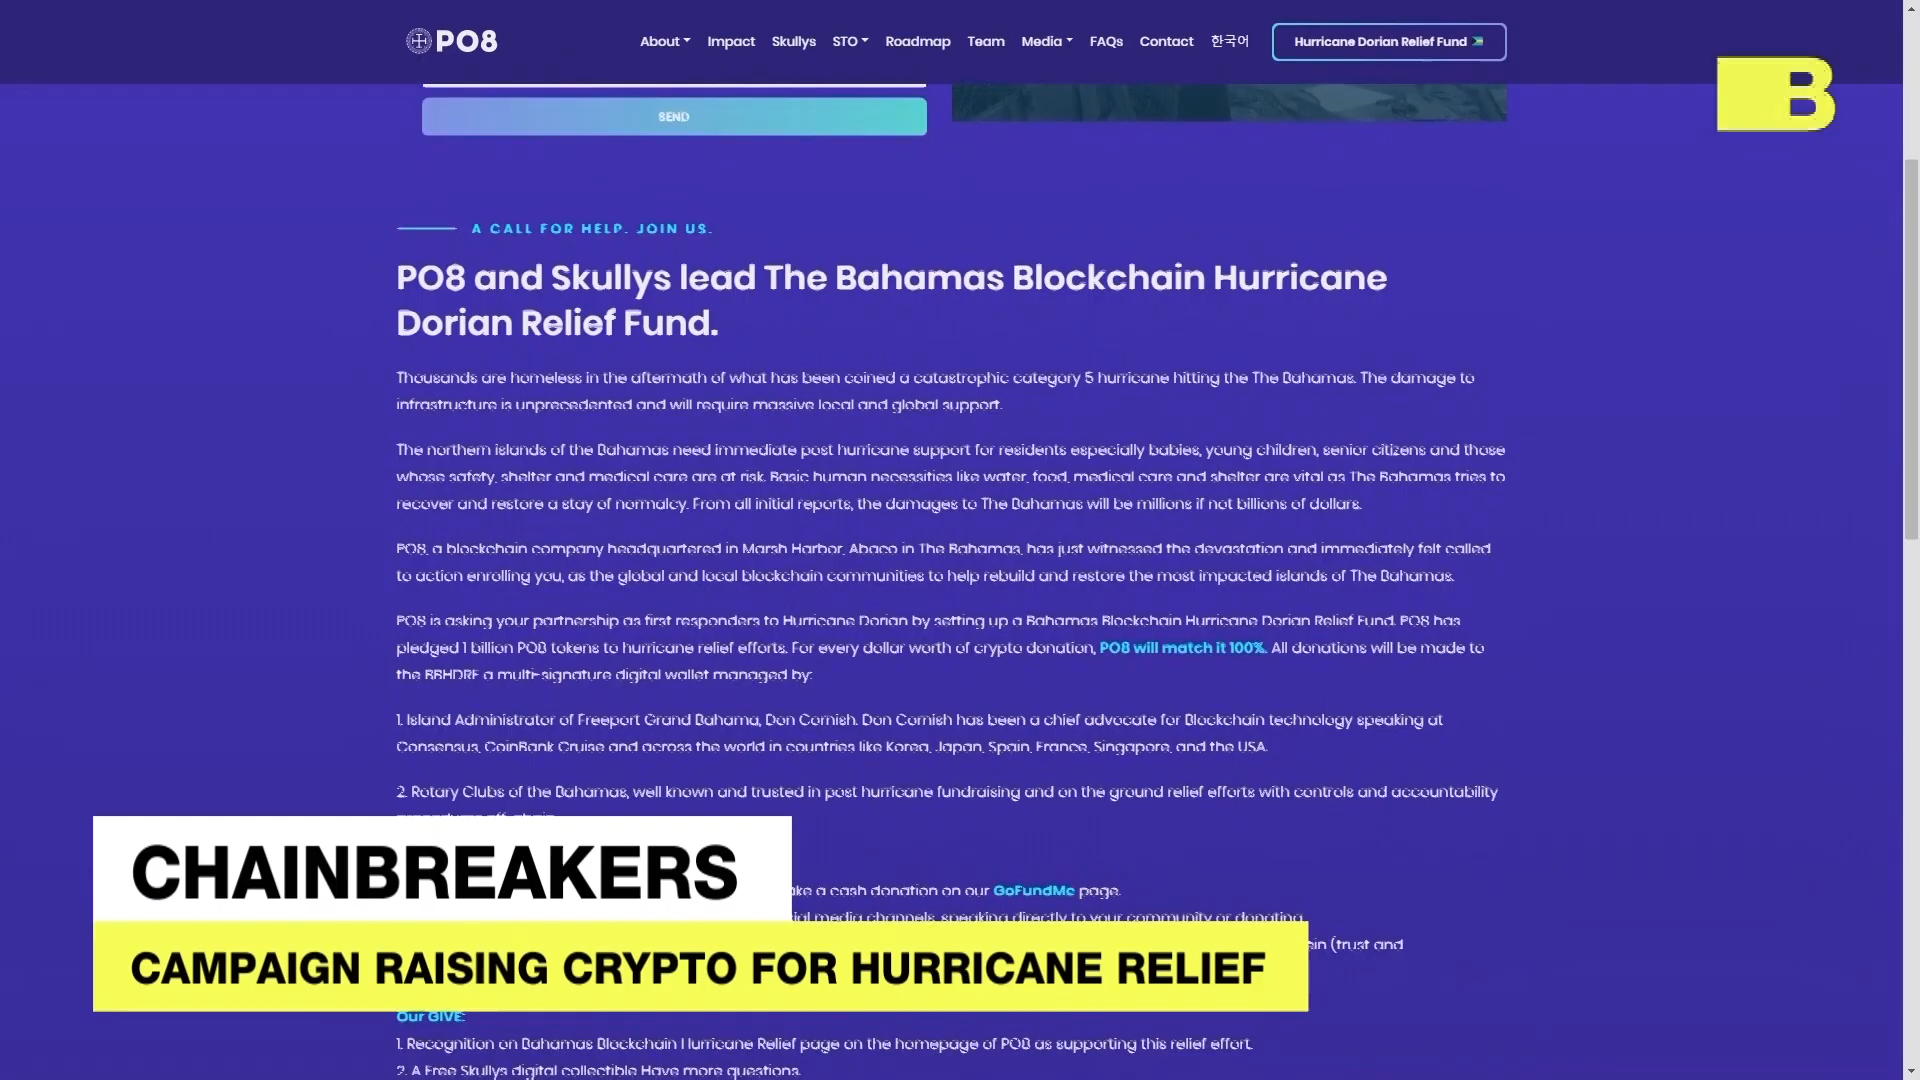 PO8
About Impact Skullys STO Roadmap Team Media FAQs Contact 한국어 Hurricane Dorian Relief Fund
B
SEND
A CALL FOR HELP. JOIN US.
PO8 and Skullys lead The Bahamas Blockchain Hurricane
Dorian Relief Fund.
Thousands are homeless in the aftermath of what has been coined a catastrophic category 5 hurricane hitting the The Bahamas. The damage to
infrastructure is unprecedented and will require massive local and global support.
The northern islands of the Bahamas need immediate post hurricane support for residents especially babies, young children, senior citizens and those
whose safety, shelter and medical care are at risk. Basic human necessities like water, food, medical care and shelter are vital as The Bahamas tries to
recover and restore a stay of normalcy. From all initial reports, the damages to The Bahamas will be millions if not billions of dollars.
PO8, a blockchain company headquartered in Marsh Harbor, Abaco in The Bahamas, has just witnessed the devastation and immediately felt called
to action enrolling you, as the global and local blockchain communities to help rebuild and restore the most impacted islands of The Bahamas.
PO8 is asking your partnership as first responders to Hurricane Dorian by setting up a Bahamas Blockchain Hurricane Dorian Relief Fund. PO8 has
pledged 1 billion PO8 tokens to hurricane relief efforts. For every dollar worth of crypto donation, PO8 will match it 100%. All donations will be made to
the BBHDRF a multi-signature digital wallet managed by:
1. Island Administrator of Freeport Grand Bahama, Don Cornish. Don Cornish has been a chief advocate for Blockchain technology speaking at
Consensus, CoinBank Cruise and across the world in countries like Korea, Japan, Spain, France, Singapore, and the USA.
2. Rotary Clubs of the Bahamas, well known and trusted in post hurricane fundraising and on the ground relief efforts with controls and accountability
CHAINBREAKERS
a cash donation on our GoFundMe page.
media channels, speaking directly to your community or donating
(trust and
CAMPAIGN RAISING CRYPTO FOR HURRICANE RELIEF
Our GIVE:
1. Recognition on Bahamas Blockchain Hurricane Relief page on the homepage of PO8 as supporting this relief effort.
2. A Free Skullys digital collectible Have more questions.